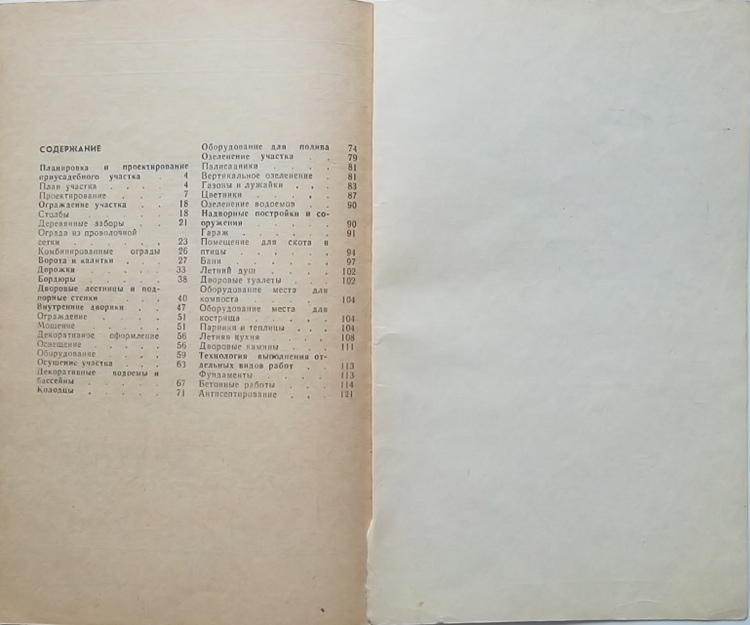 СОДЕРЖАНИЕ
Планировка и проектирование
приусадебного участка . 4
План участка . . . . 4
Проектирование . . . 7
Ограждение участка . . 18
Столбы . . . . . . 18
Деревянные заборы . . 21
Ограда из проволочной
сетки . . . . . . 23
Комбинированные ограды 26
Ворота и калитки . . . 27
Дорожки . . . . . 33
Бордюры . . . . . 38
Дворовые лестницы и под-
порные стенки . . . . 40
Внутренние дворики . . 47
Ограждение . . . . 51
Мощение . . . . . 51
Декоративное оформление 56
Освещение . . . . . 56
Оборудование . . . . 59
Осушение участка . . . 63
Декоративные водоемы и
бассейны . . . . . 67
Колодцы . . . . . 71
Оборудование для полива 74
Озеленение участка . . 79
Палисадники . . . . 81
Вертикальное озеленение . 81
Газоны и лужайки . . 83
Цветники . . . . . 87
Озеленение водоемов . . 90
Надворные постройки и со-
оружения . . . . . 90
Гараж . . . . . . 91
Помещение для скота и
птицы . . . . . . 94
Бани . . . . . . 97
Летний душ . . . . 102
Дворовые туалеты . . 102
Оборудование места для
компоста . . . . . 104
Оборудование места для
кострища . . . . . 104
Парники и теплицы . . 104
Летняя кухня . . . 108
Дворовые камины . . . 111
Технология выполнения от-
дельных видов работ . . 113
Фундаменты . . . . 113
Бетонные работы . . . 114
Антисептирование . . 121